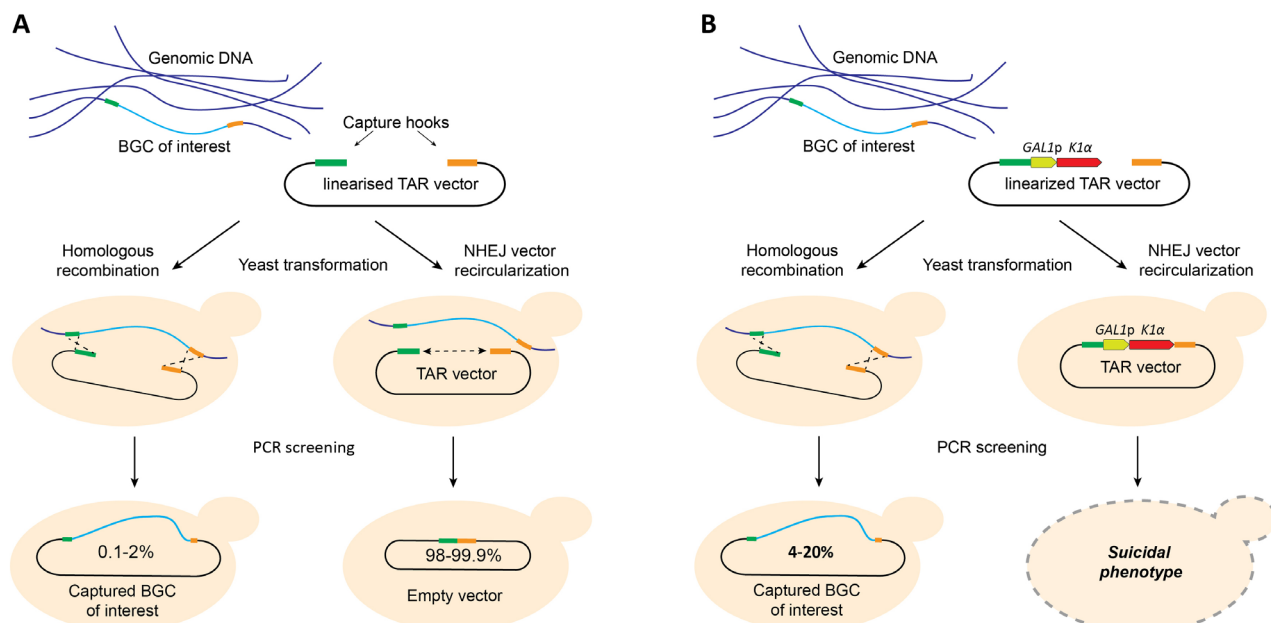 A
Genomic DNA
BGC of interest
Capture hooks
linearised TAR vector
Homologous
recombination
Yeast transformation
NHEJ vector
recircularization
TAR vector
PCR screening
0.1-2%
Captured BGC
of interest
98-99.9%
Empty vector
B
Genomic DNA
BGC of interest
GAL1p K1α
linearized TAR vector
Homologous
recombination
Yeast transformation
NHEJ vector
recircularization
GAL1p K1α
TAR vector
PCR screening
4-20%
Captured BGC
of interest
Suicidal
phenotype